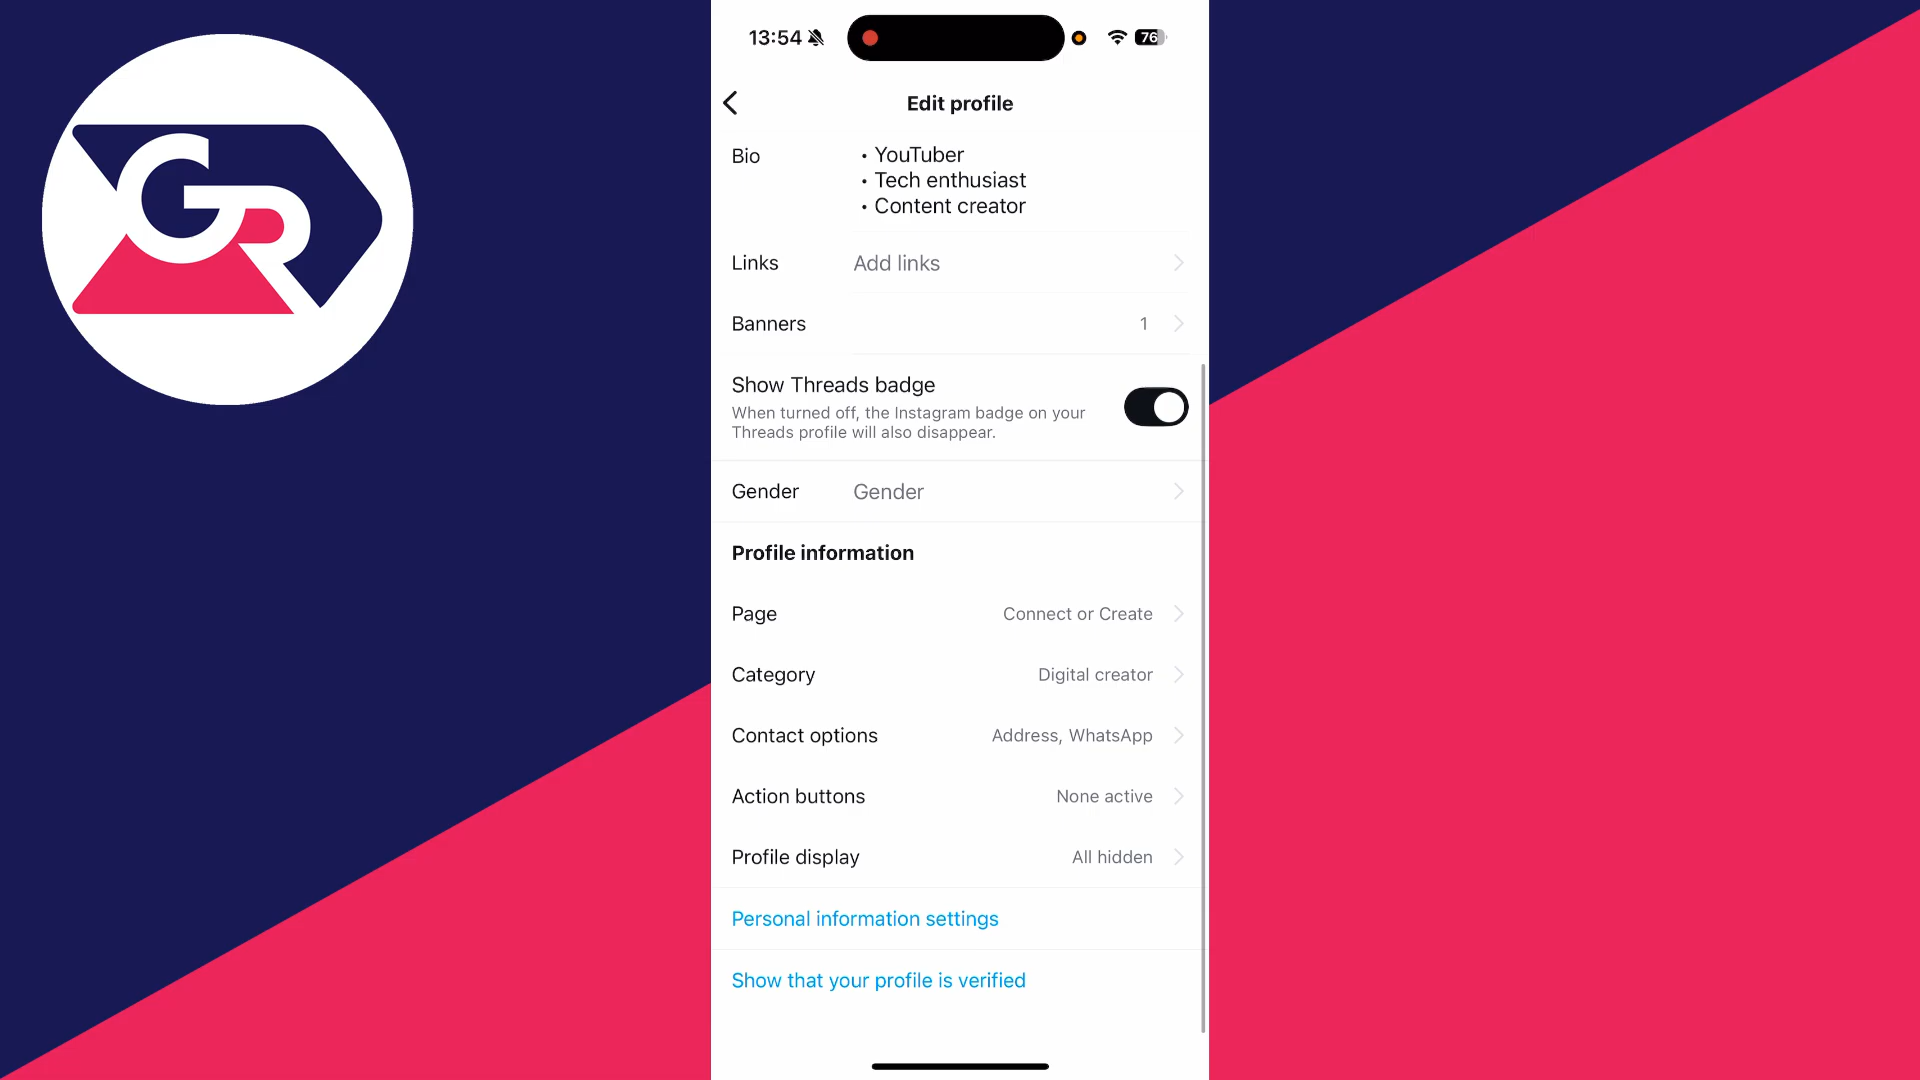 GR
13:54
76
Edit profile
Bio
• YouTuber
• Tech enthusiast
• Content creator
Links
Add links
Banners
1
Show Threads badge
When turned off, the Instagram badge on your
Threads profile will also disappear.
Gender
Gender
Profile information
Page
Connect or Create
Category
Digital creator
Contact options
Address, WhatsApp
Action buttons
None active
Profile display
All hidden
Personal information settings
Show that your profile is verified